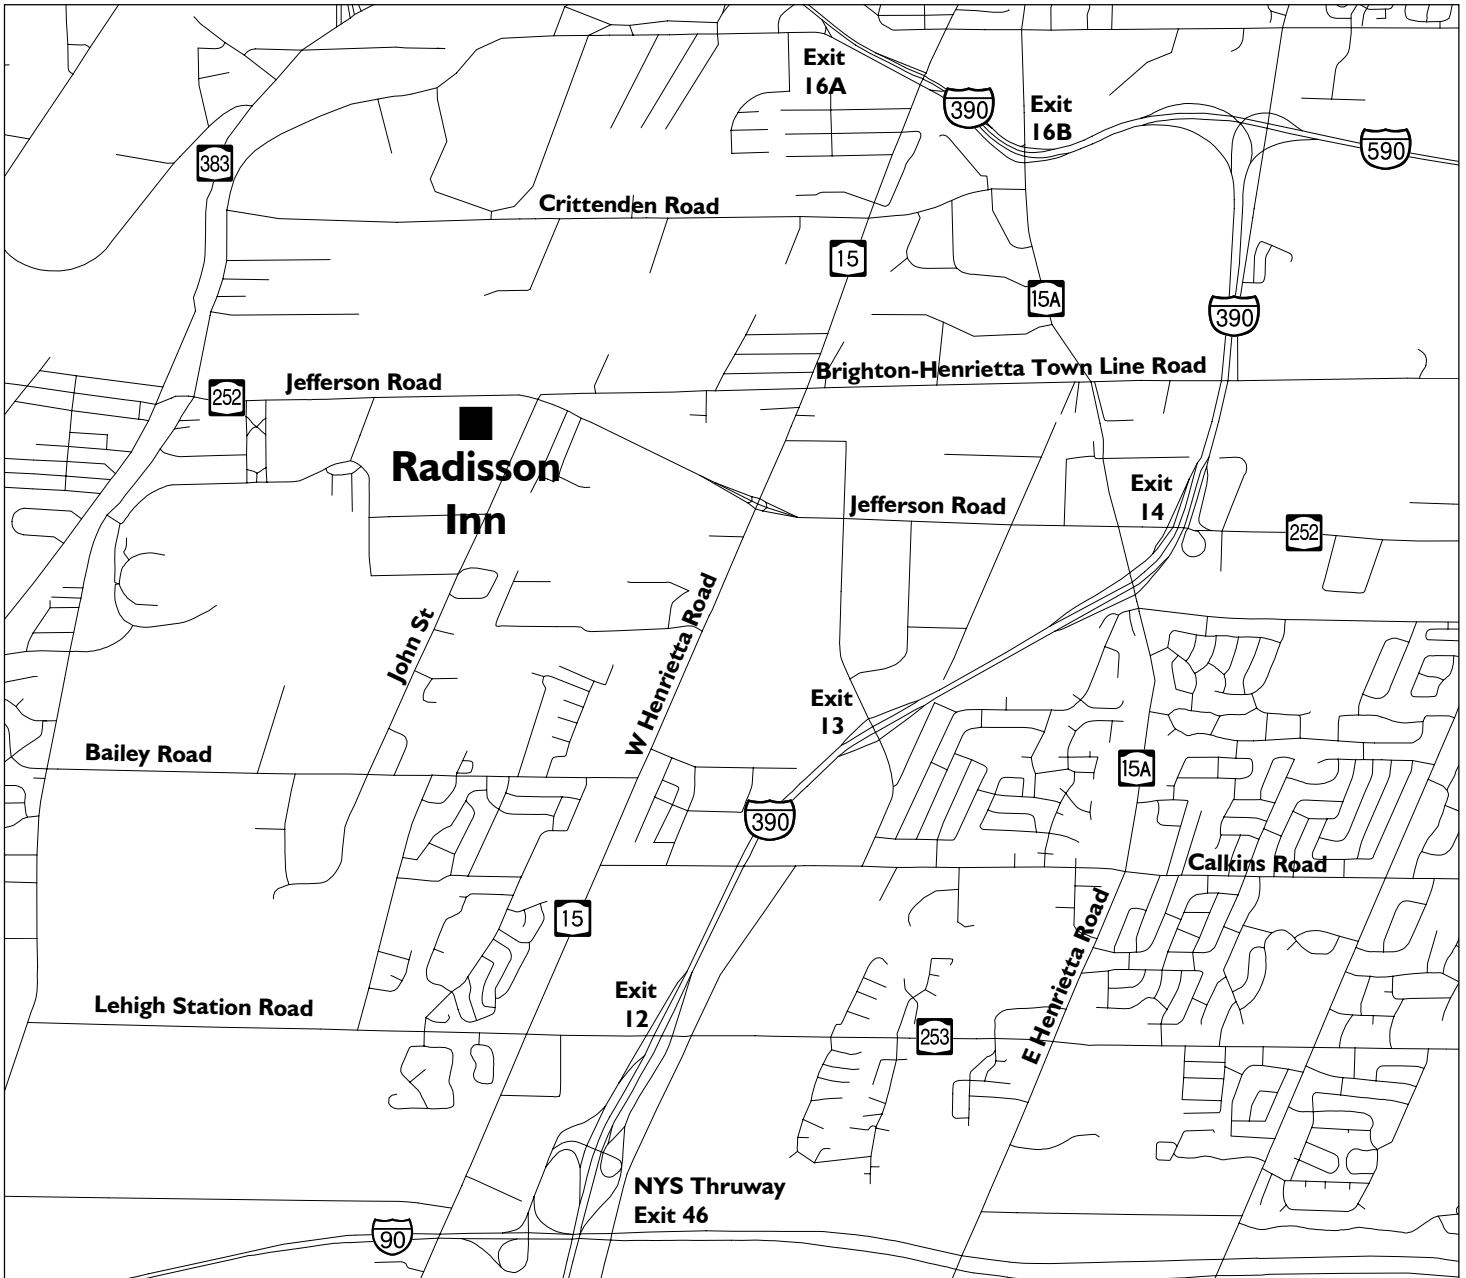 Exit
16A
390
Exit
16B
590
383
Crittenden Road
15
15A
390
Brighton-Henrietta Town Line Road
Jefferson Road
252
Radisson
Inn
Exit
14
Jefferson Road
252
John St
W Henrietta Road
Exit
13
Bailey Road
15A
390
Calkins Road
15
E Henrietta Road
Exit
12
Lehigh Station Road
253
NYS Thruway
Exit 46
90